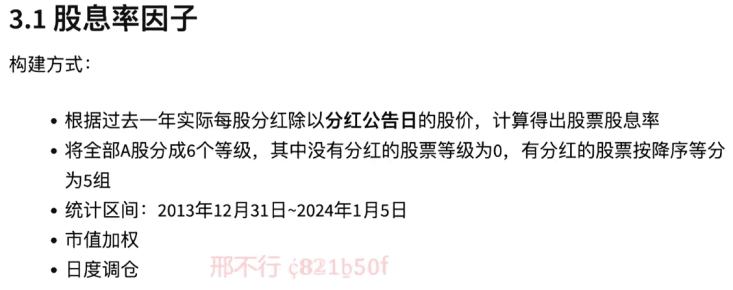 3.1 股息率因子
构建方式：
• 根据过去一年实际每股分红除以分红公告日的股价，计算得出股票股息率
• 将全部A股分成6个等级，其中没有分红的股票等级为0，有分红的股票按降序等分
为5组
• 统计区间：2013年12月31日~2024年1月5日
• 市值加权
• 日度调仓
邢不行